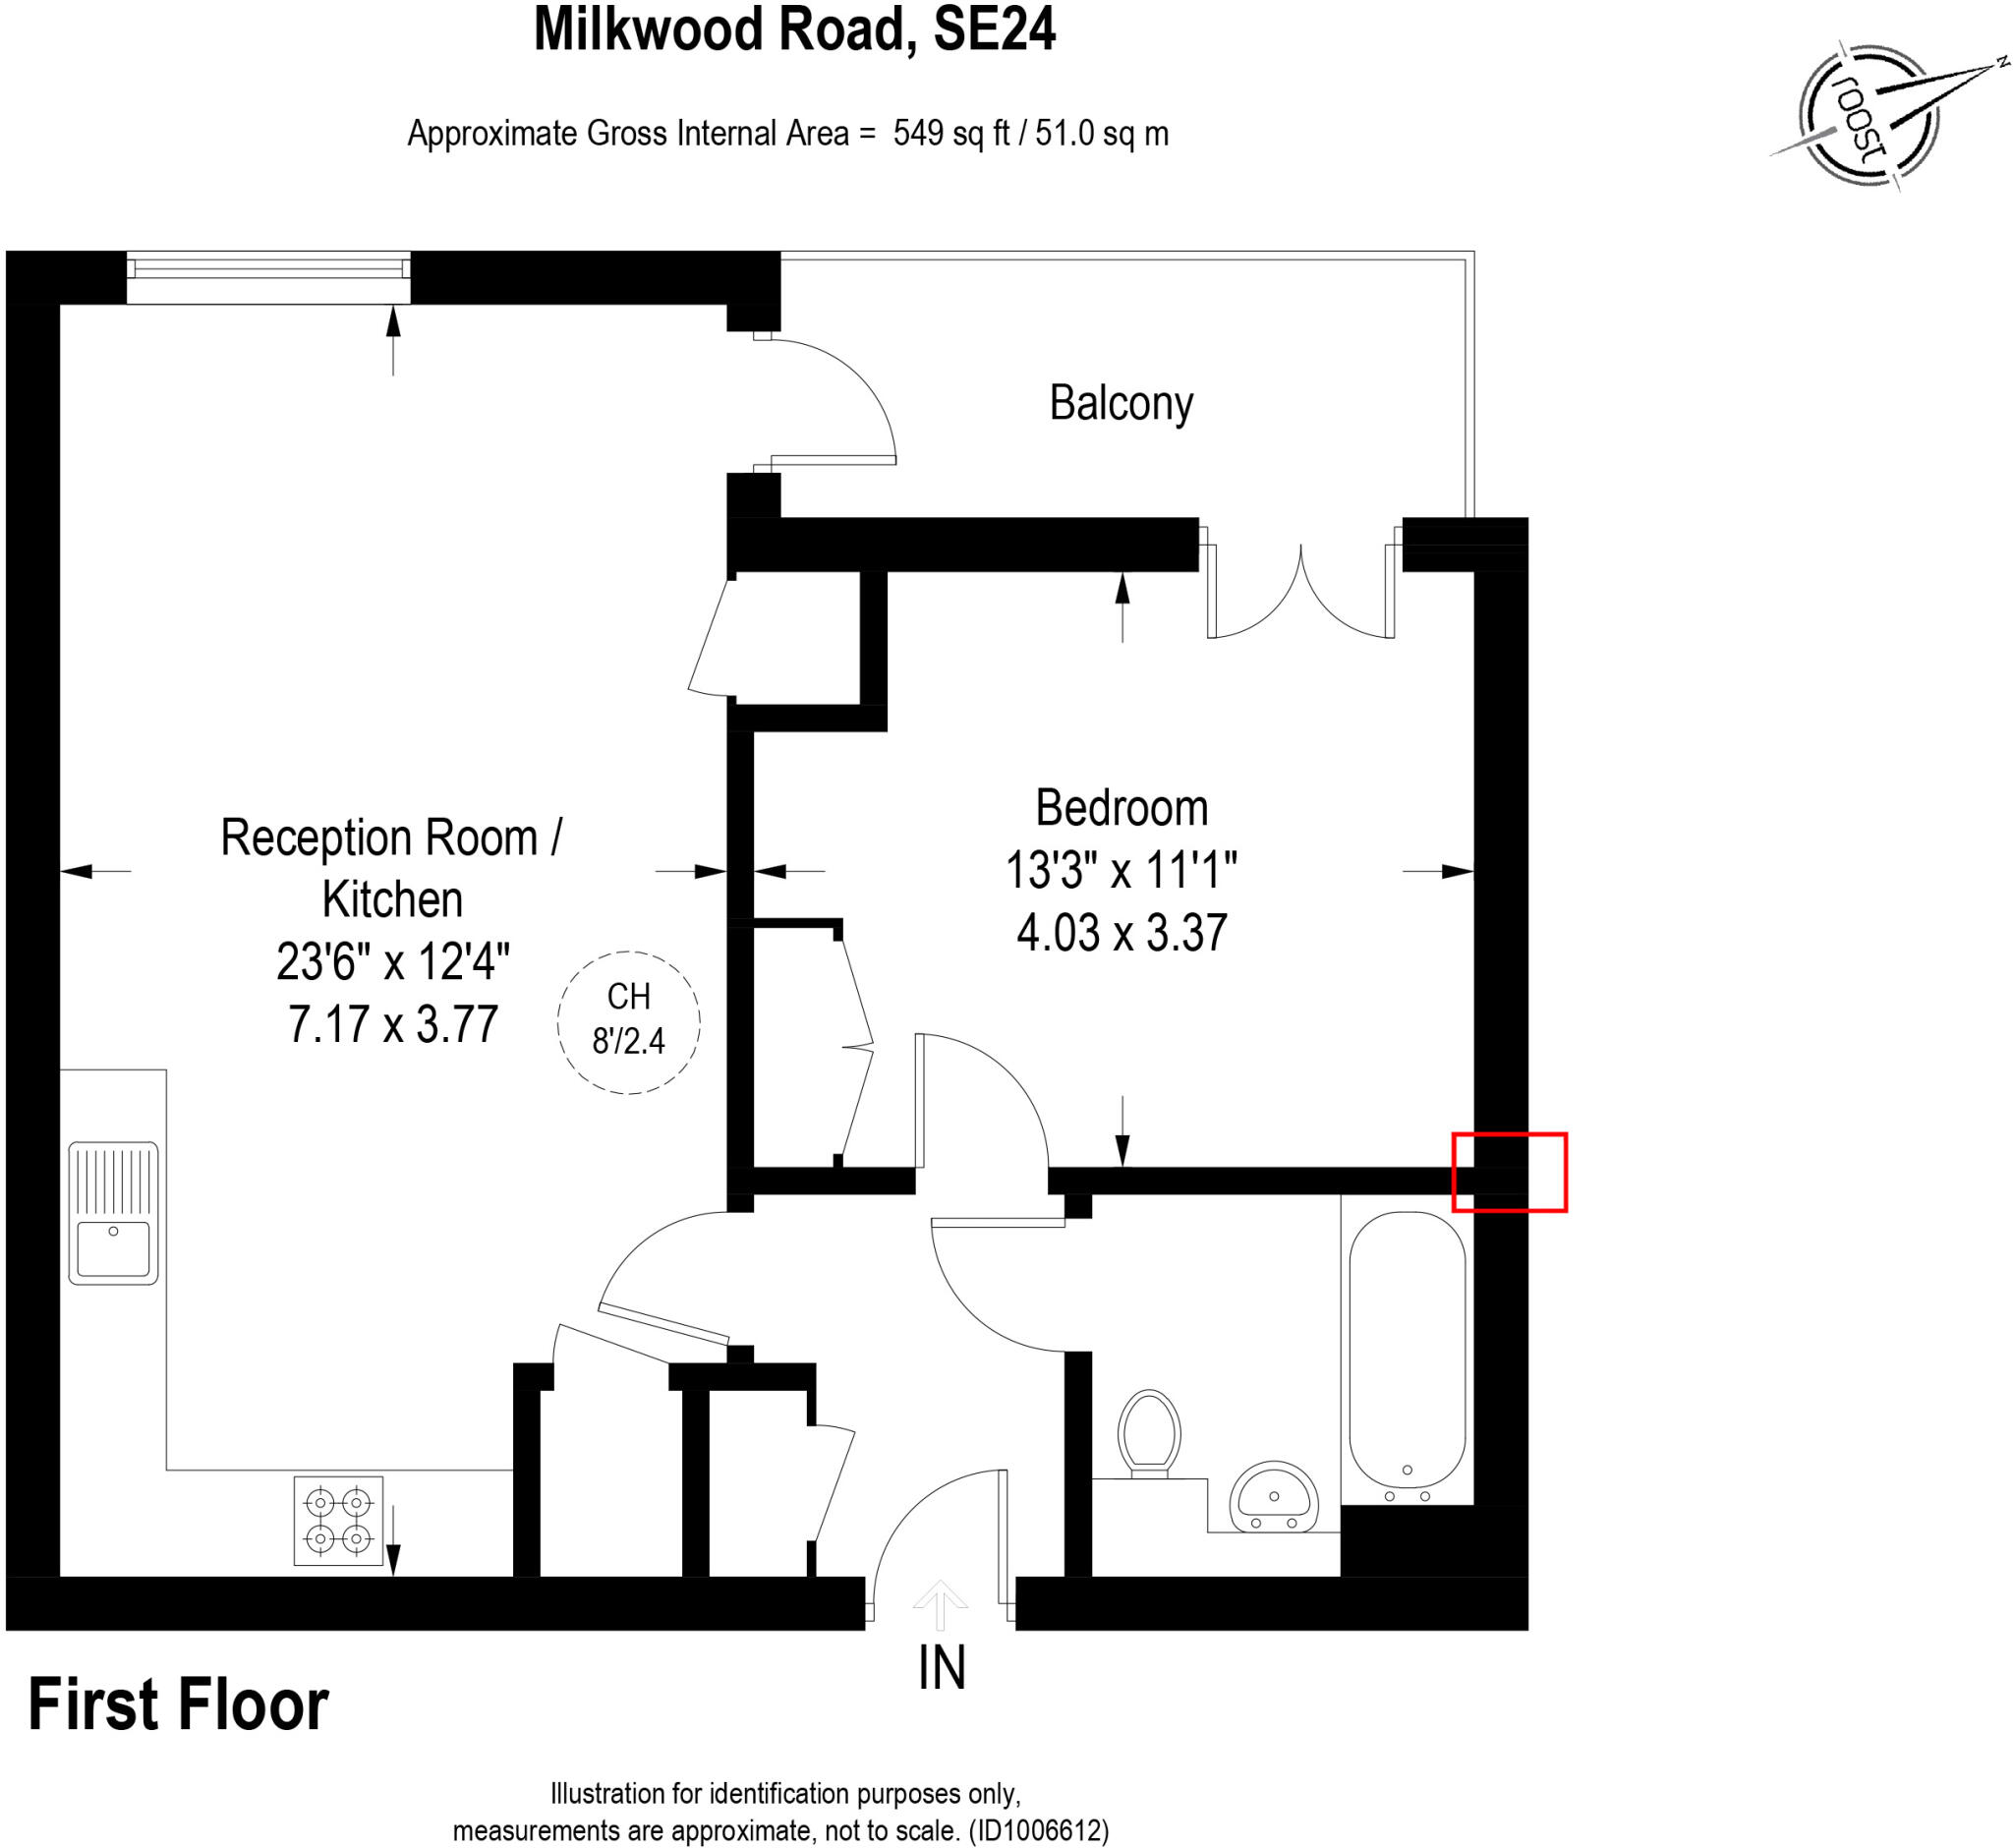 Milkwood Road, SE24
Approximate Gross Internal Area = 549 sq ft / 51.0 sq m
N
roost
Balcony
Reception Room /
Kitchen
23'6" x 12'4"
7.17 x 3.77
CH
8'/2.4
Bedroom
13'3" x 11'1"
4.03 x 3.37
IN
First Floor
Illustration for identification purposes only,
measurements are approximate, not to scale. (ID1006612)